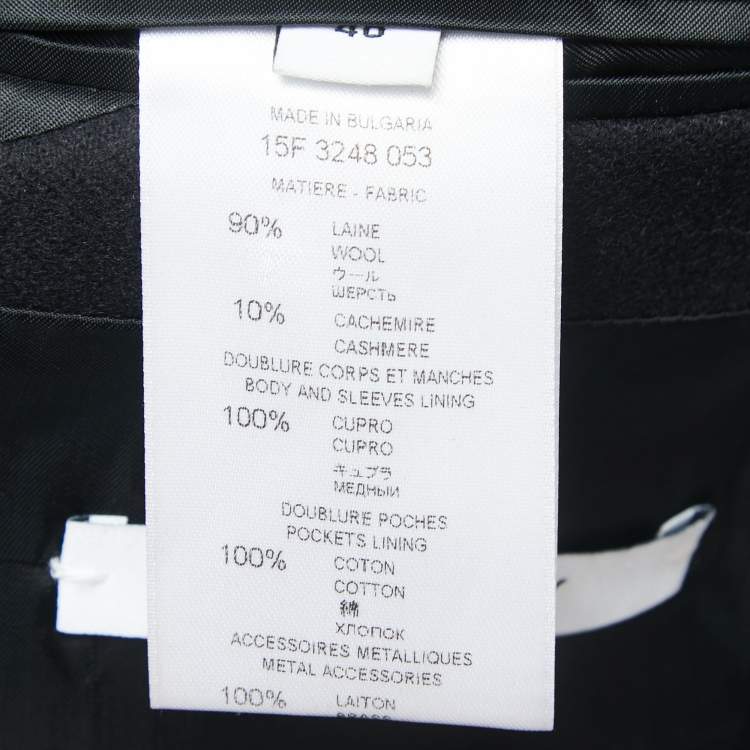 40
MADE IN BULGARIA
15F 3248 053
MATIERE - FABRIC
90% LAINE
WOOL
ウール
ШЕРСТЬ
10% CACHEMIRE
CASHMERE
DOUBLURE CORPS ET MANCHES
BODY AND SLEEVES LINING
100% CUPRO
CUPRO
キュプラ
МЕДНЫЙ
DOUBLURE POCHES
POCKETS LINING
100% COTON
COTTON
綿
ХЛОПОК
ACCESSOIRES METALLIQUES
METAL ACCESSORIES
100% LAITON
BRASS